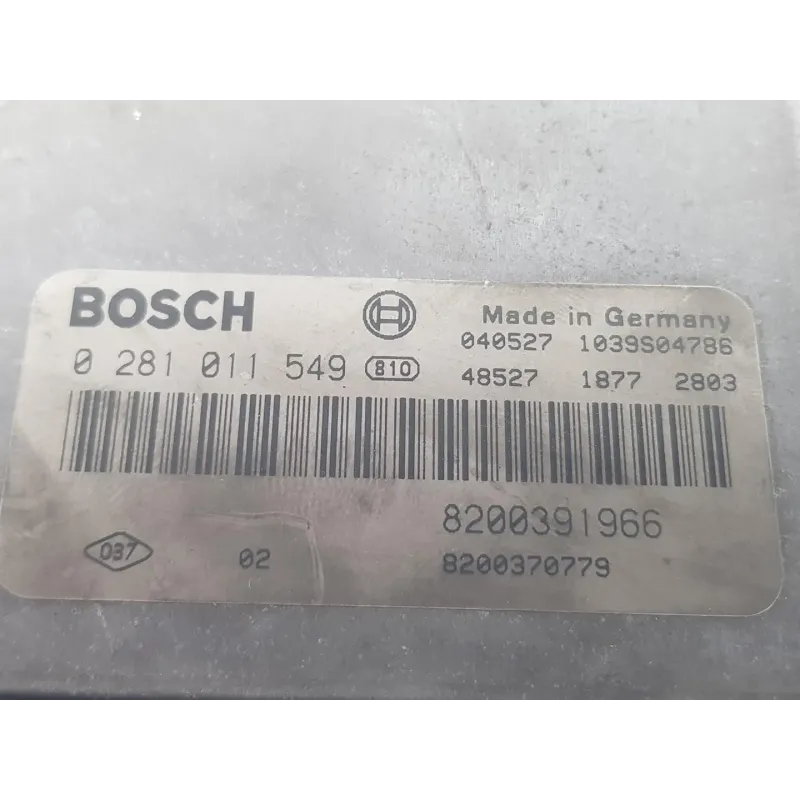 BOSCH
Made in Germany
0 281 011 549 810
040527 1039S04786
48527 1877 2803
8200391966
037 02
8200370779